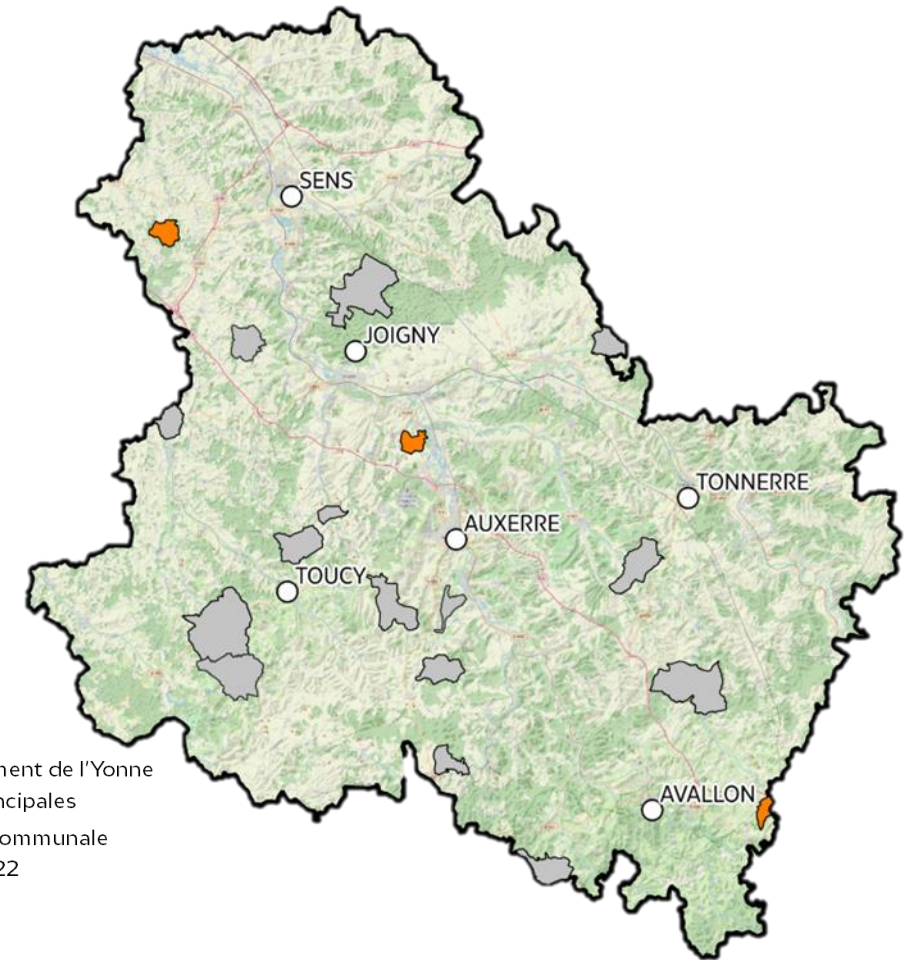 SENS
JOIGNY
TONNERRE
AUXERRE
TOUCY
ment de l'Yonne
ncipales
AVALLON
ommunale
22